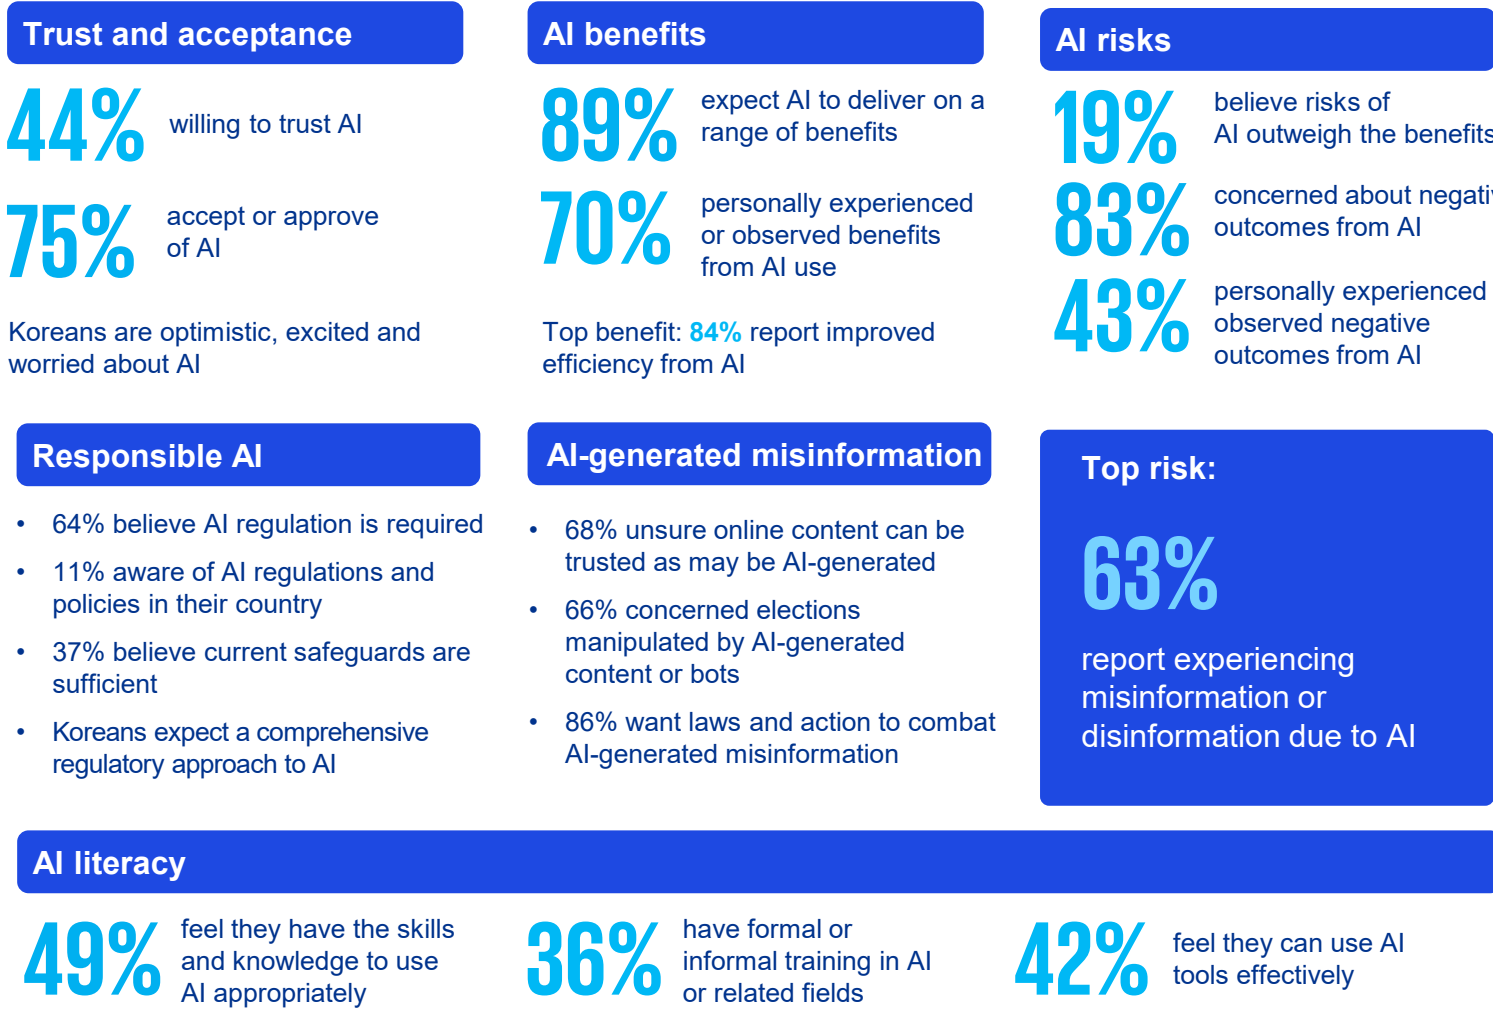 Trust and acceptance
44%
willing to trust AI
75%
accept or approve
of AI
Koreans are optimistic, excited and
worried about AI
AI benefits
89%
expect AI to deliver on a
range of benefits
70%
personally experienced
or observed benefits
from AI use
Top benefit: 84% report improved
efficiency from AI
AI risks
19%
believe risks of
AI outweigh the benefits
83%
concerned about negativ
outcomes from AI
43%
personally experienced
observed negative
outcomes from AI
Responsible AI
• 64% believe AI regulation is required
• 11% aware of AI regulations and
policies in their country
• 37% believe current safeguards are
sufficient
• Koreans expect a comprehensive
regulatory approach to AI
AI-generated misinformation
• 68% unsure online content can be
trusted as may be AI-generated
• 66% concerned elections
manipulated by AI-generated
content or bots
• 86% want laws and action to combat
AI-generated misinformation
Top risk:
63%
report experiencing
misinformation or
disinformation due to AI
AI literacy
49%
feel they have the skills
and knowledge to use
AI appropriately
36%
have formal or
informal training in AI
or related fields
42%
feel they can use AI
tools effectively